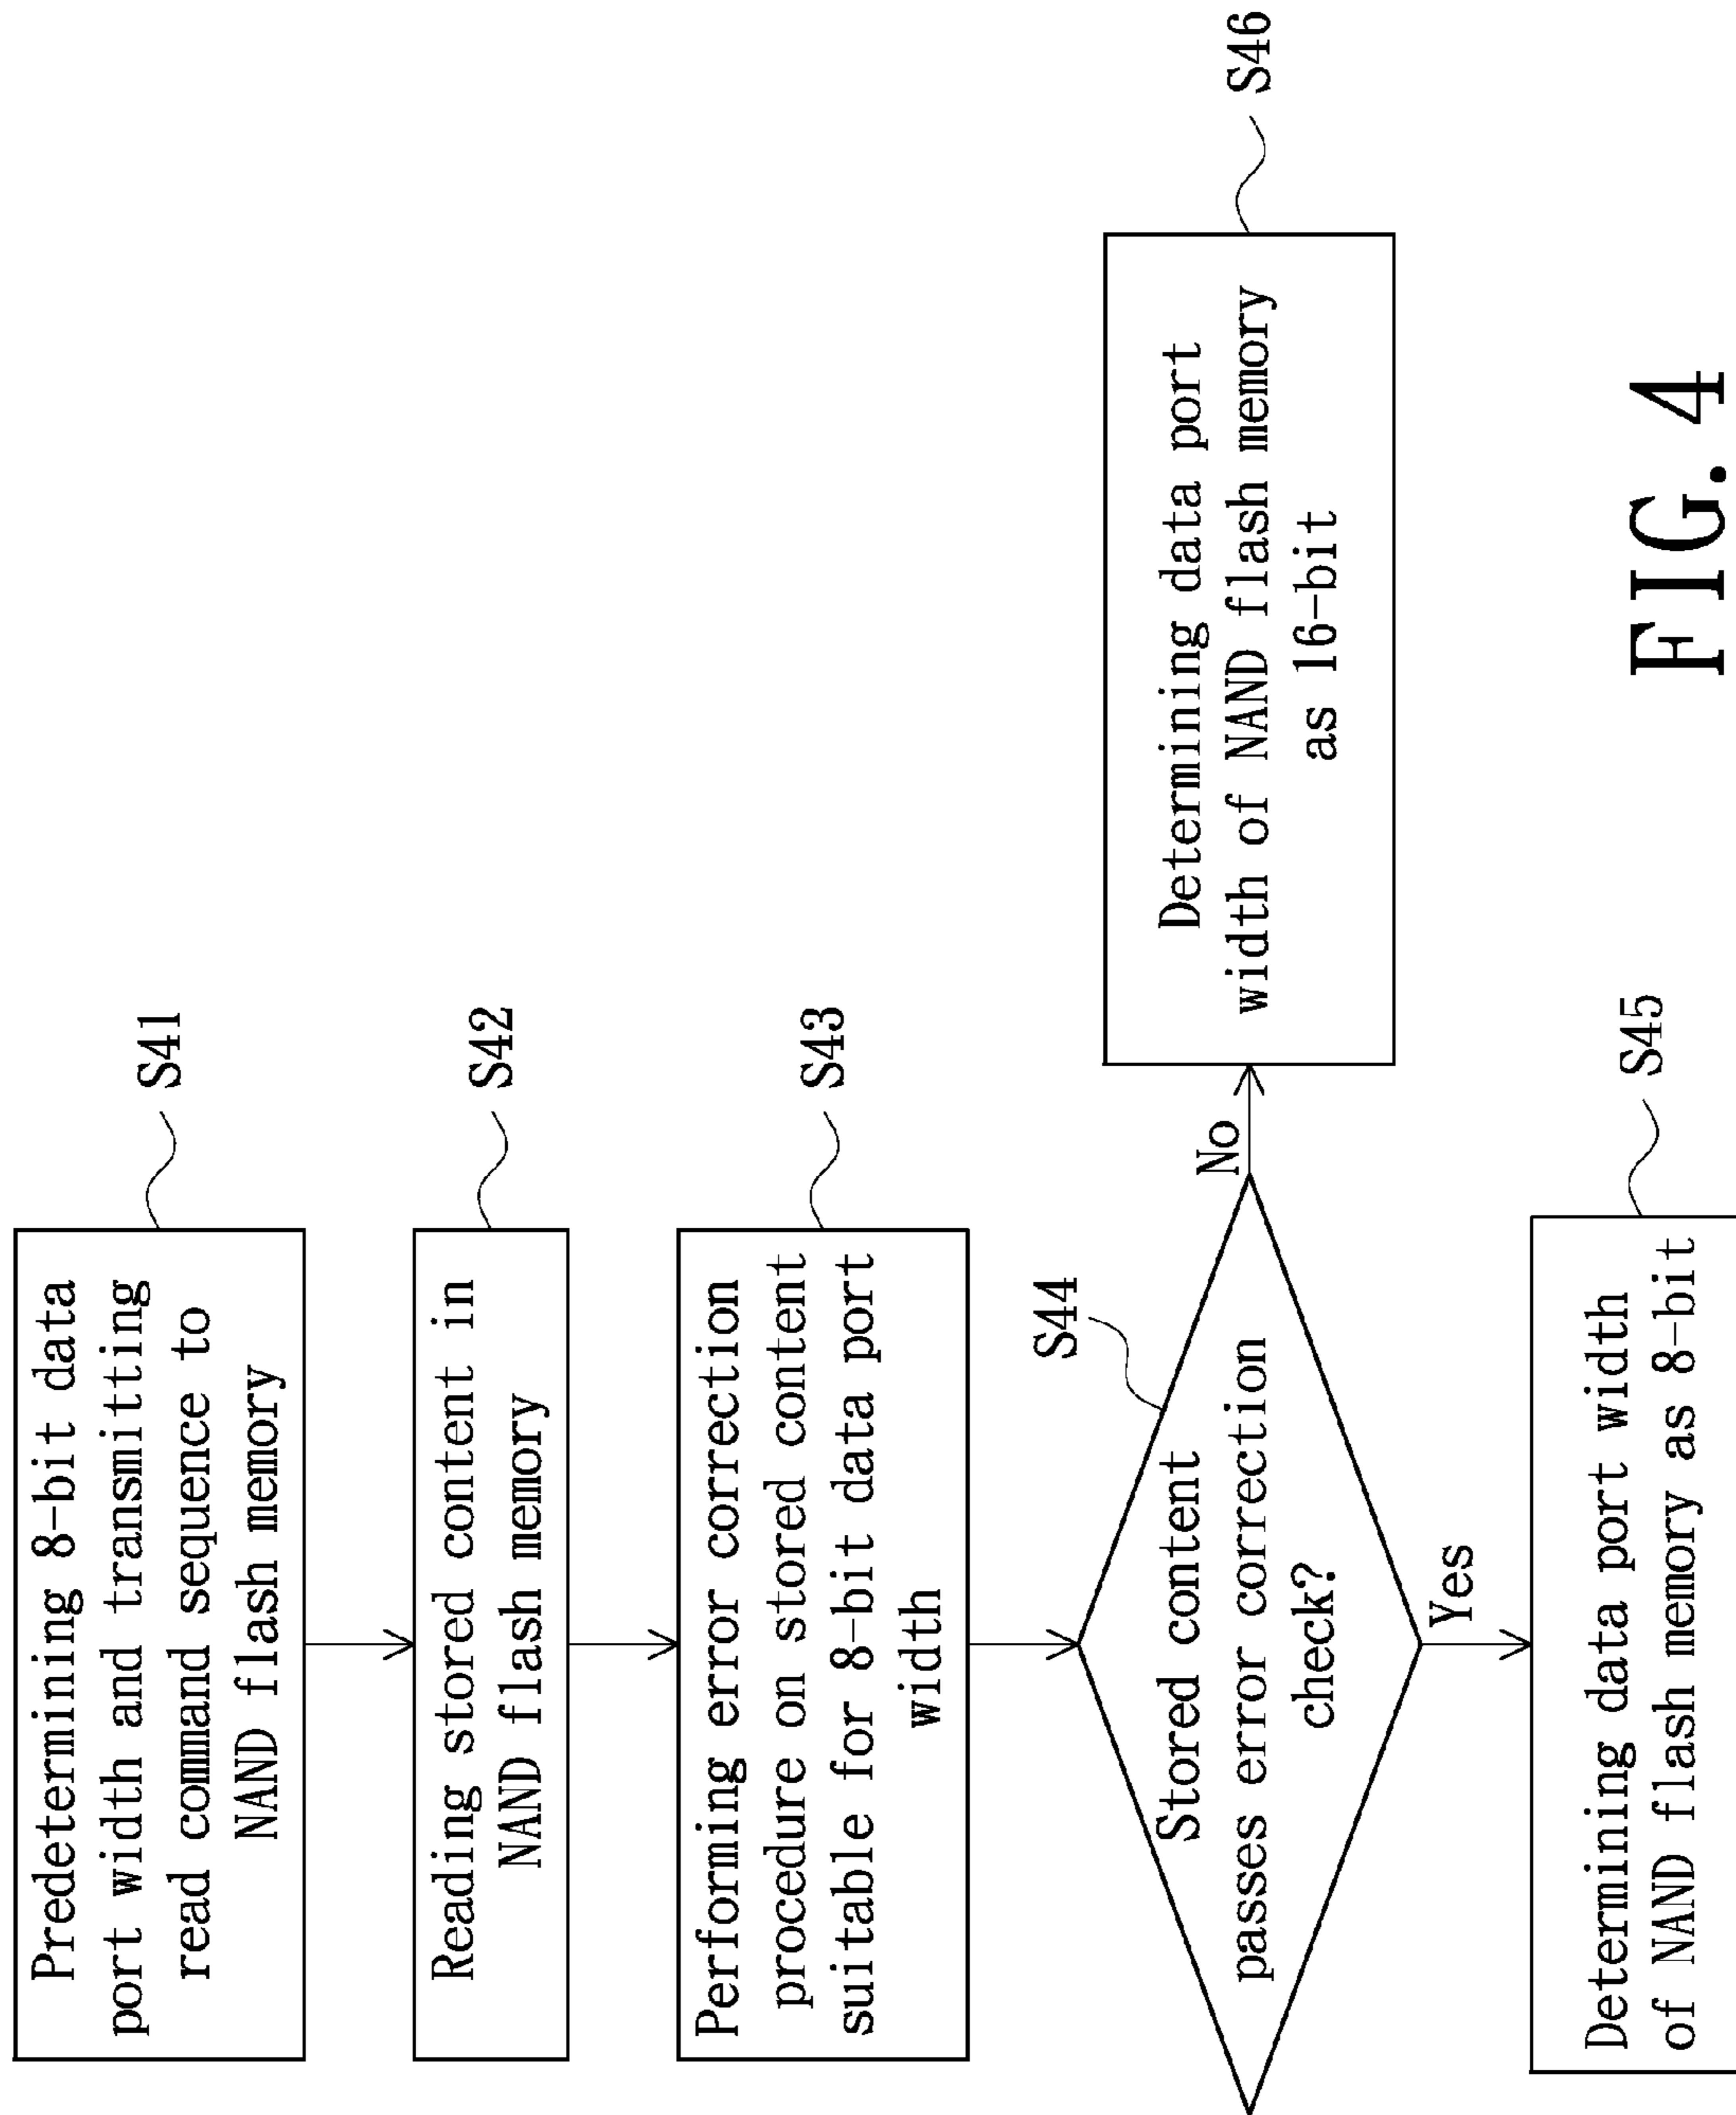 Predetermining 8-bit data
port width and transmitting
read command sequence to
NAND flash memory
S41
Reading stored content in
NAND flash memory
S42
Performing error correction
procedure on stored content
suitable for 8-bit data port
width
S43
S44
Stored content
passes error correction
check?
No
Determining data port
width of NAND flash memory
as 16-bit
S46
Yes
Determining data port width
of NAND flash memory as 8-bit
S45
FIG. 4